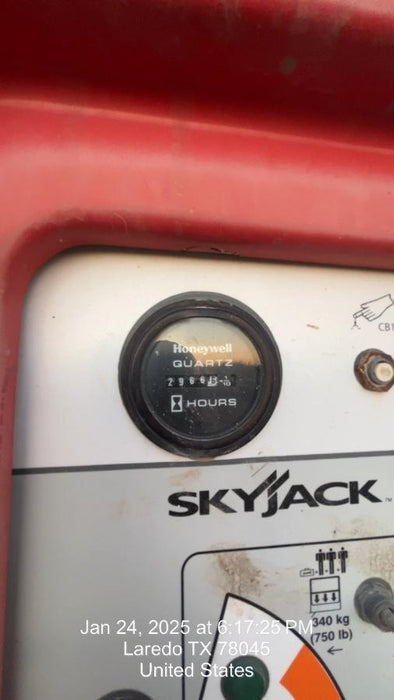 Honeywell
QUARTZ
HOURS
CB1
SKYJACK
340 kg
(750 lb)
Jan 24, 2025 at 6:17:25 PM
Laredo TX 78045
United States